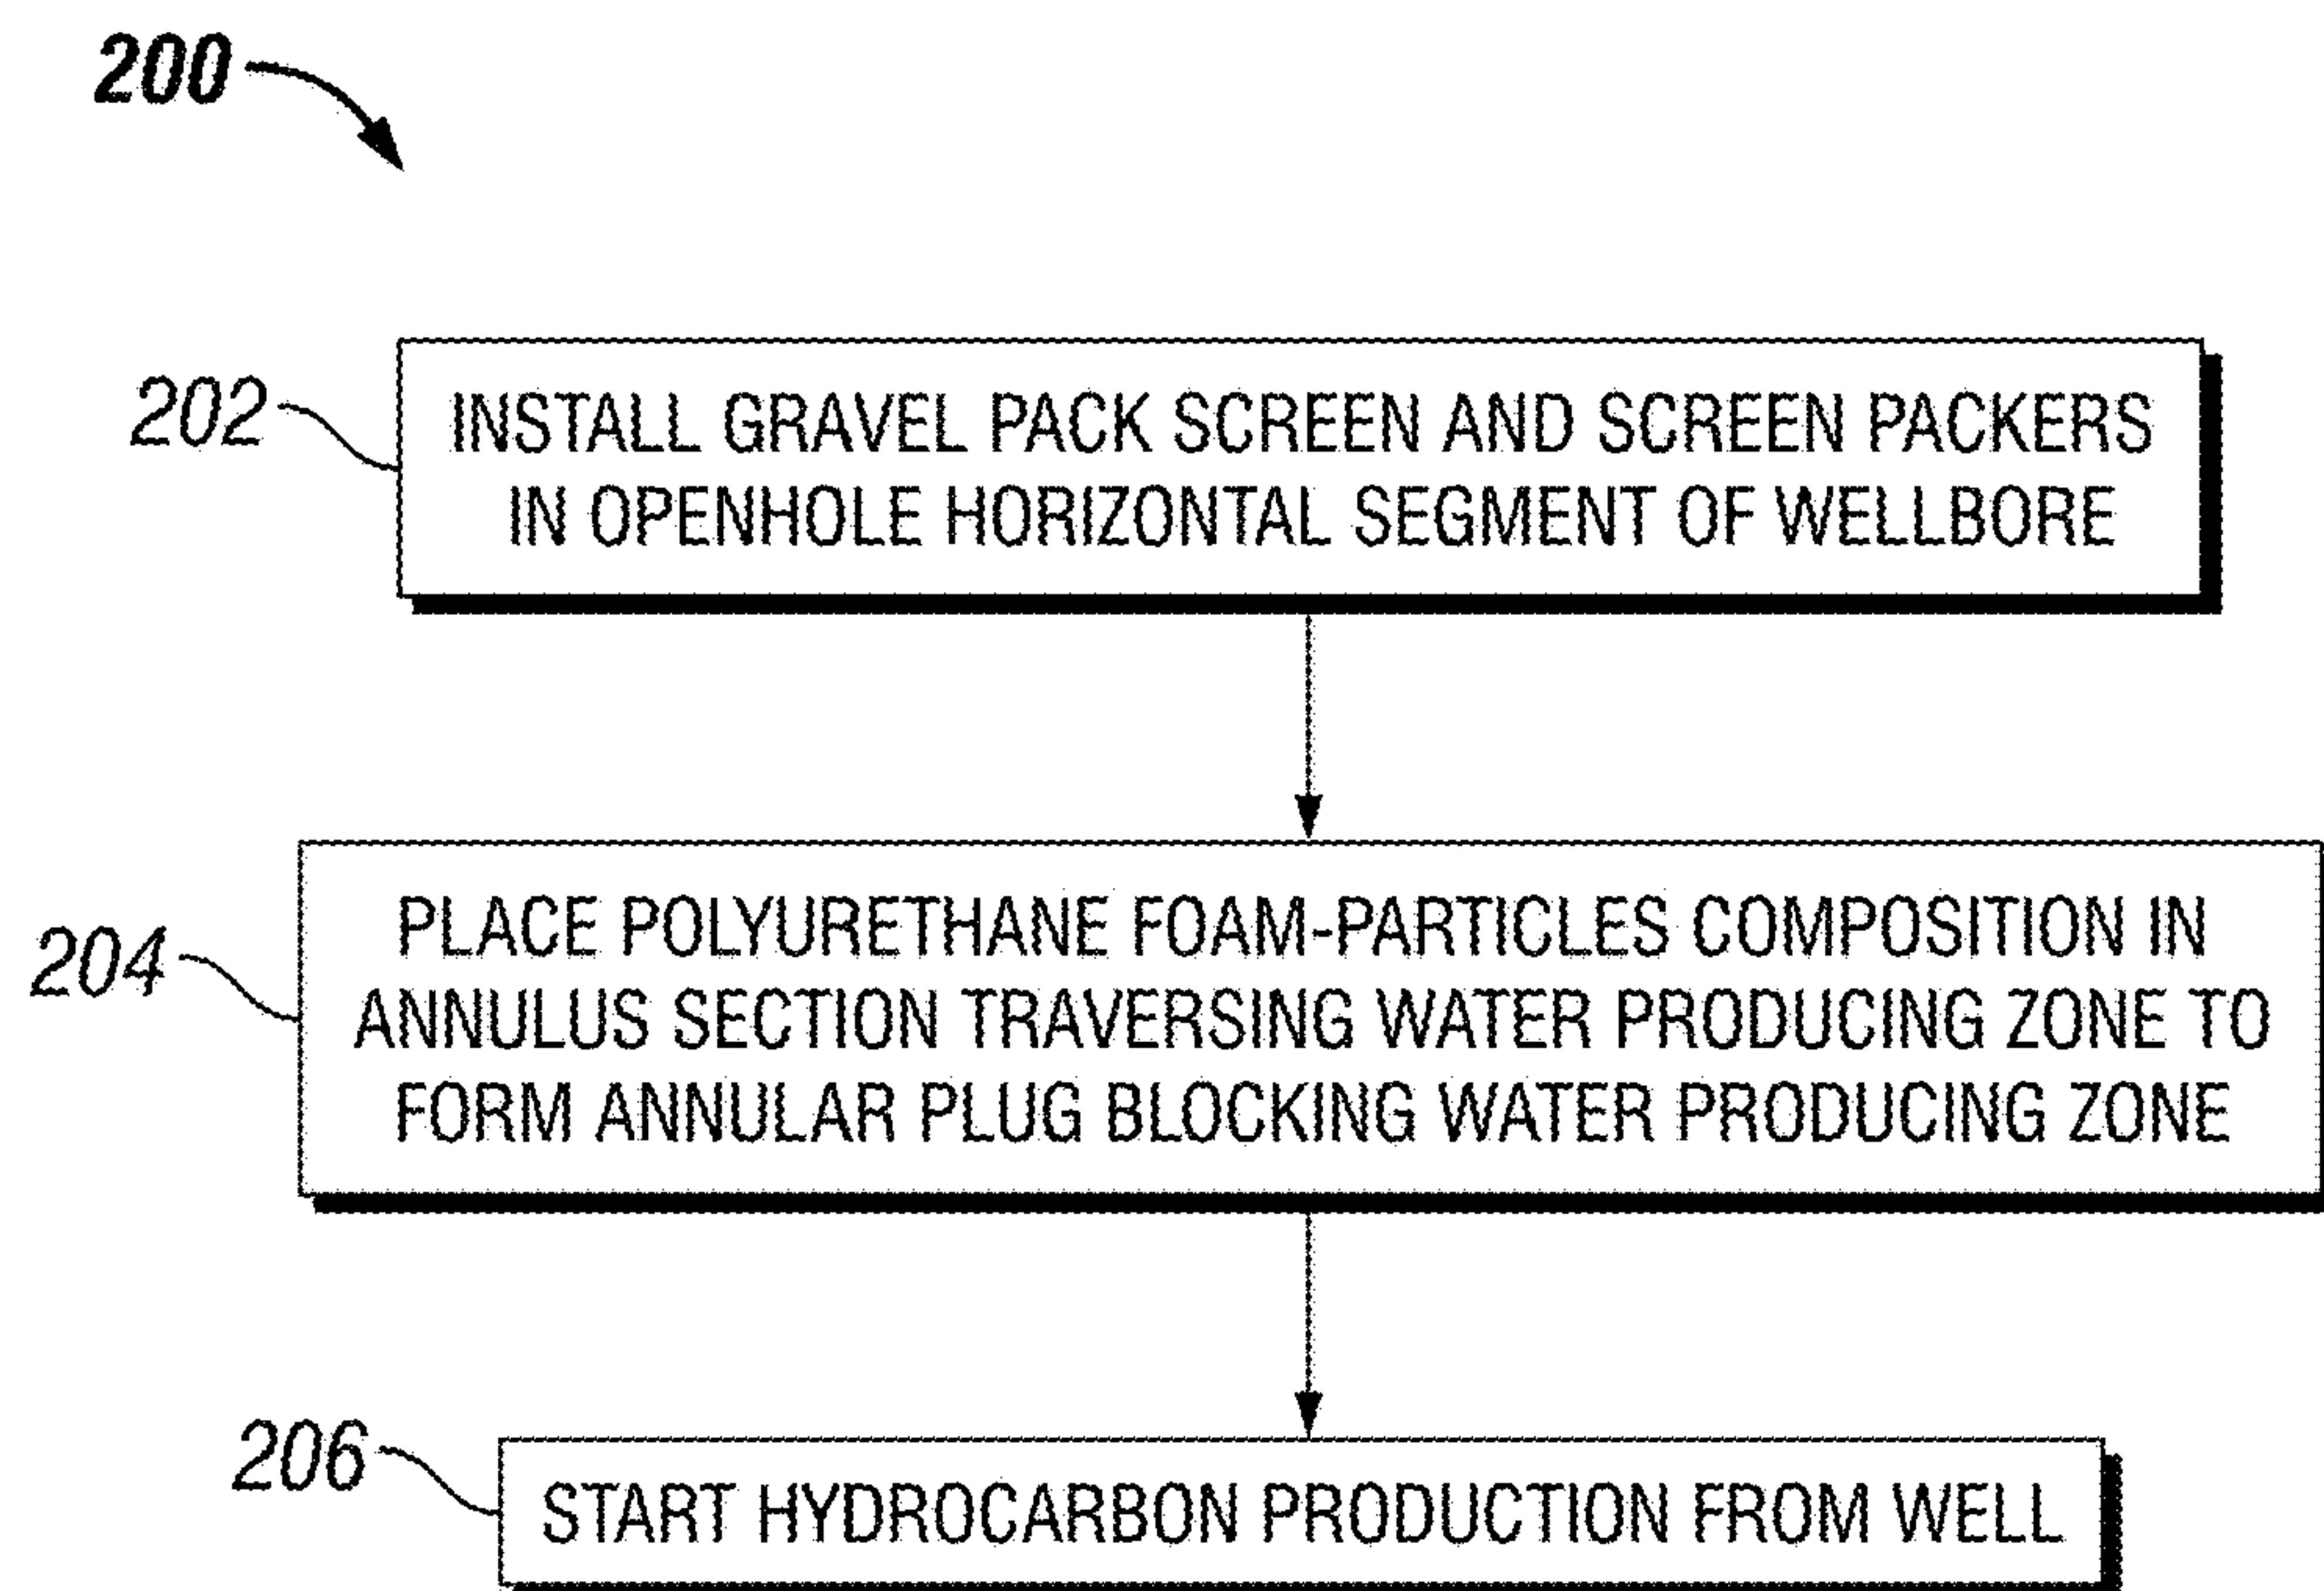 200
202
INSTALL GRAVEL PACK SCREEN AND SCREEN PACKERS
IN OPENHOLE HORIZONTAL SEGMENT OF WELLBORE
204
PLACE POLYURETHANE FOAM-PARTICLES COMPOSITION IN
ANNULUS SECTION TRAVERSING WATER PRODUCING ZONE TO
FORM ANNULAR PLUG BLOCKING WATER PRODUCING ZONE
206
START HYDROCARBON PRODUCTION FROM WELL